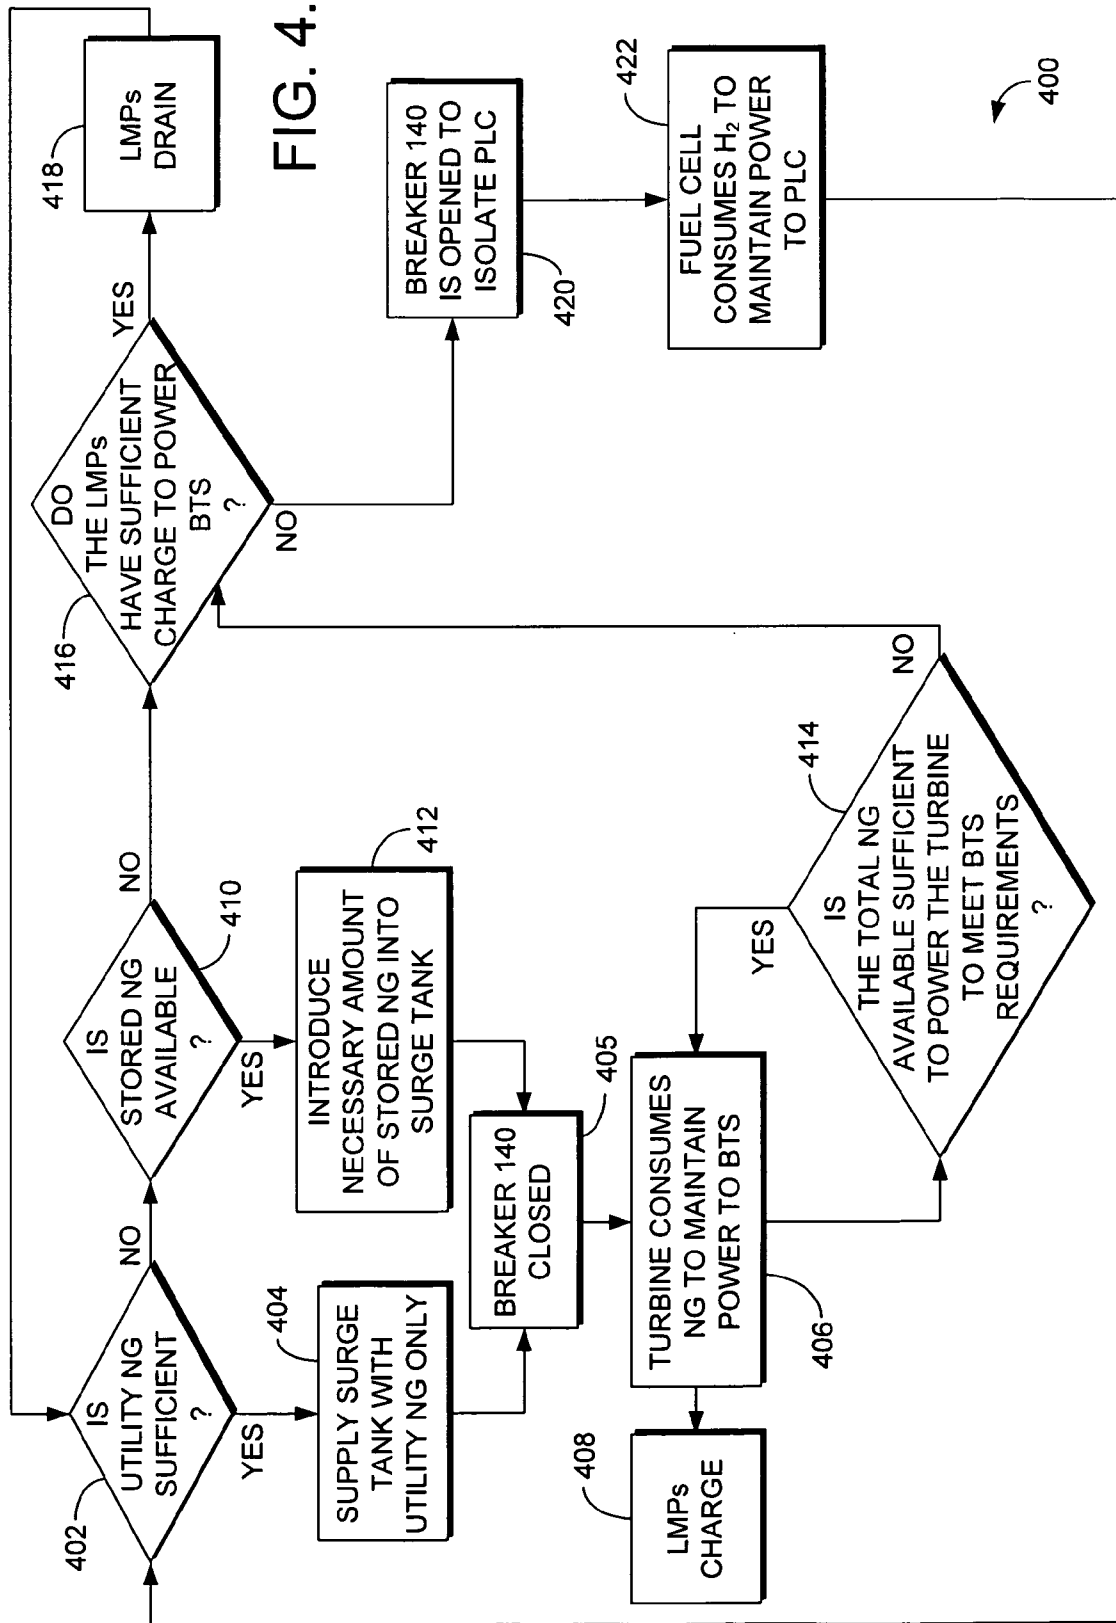 402
IS
UTILITY NG
SUFFICIENT
?
NO
YES
404
SUPPLY SURGE
TANK WITH
UTILITY NG ONLY
410
IS
STORED NG
AVAILABLE
?
NO
YES
412
INTRODUCE
NECESSARY AMOUNT
OF STORED NG INTO
SURGE TANK
BREAKER 140
CLOSED
405
TURBINE CONSUMES
NG TO MAINTAIN
POWER TO BTS
406
408
LMPs
CHARGE
414
IS
THE TOTAL NG
AVAILABLE SUFFICIENT
TO POWER THE TURBINE
TO MEET BTS
REQUIREMENTS
?
YES
NO
416
DO
THE LMPs
HAVE SUFFICIENT
CHARGE TO POWER
BTS
?
YES
NO
418
LMPs
DRAIN
BREAKER 140
IS OPENED TO
ISOLATE PLC
420
422
FUEL CELL
CONSUMES H₂ TO
MAINTAIN POWER
TO PLC
400
FIG. 4.